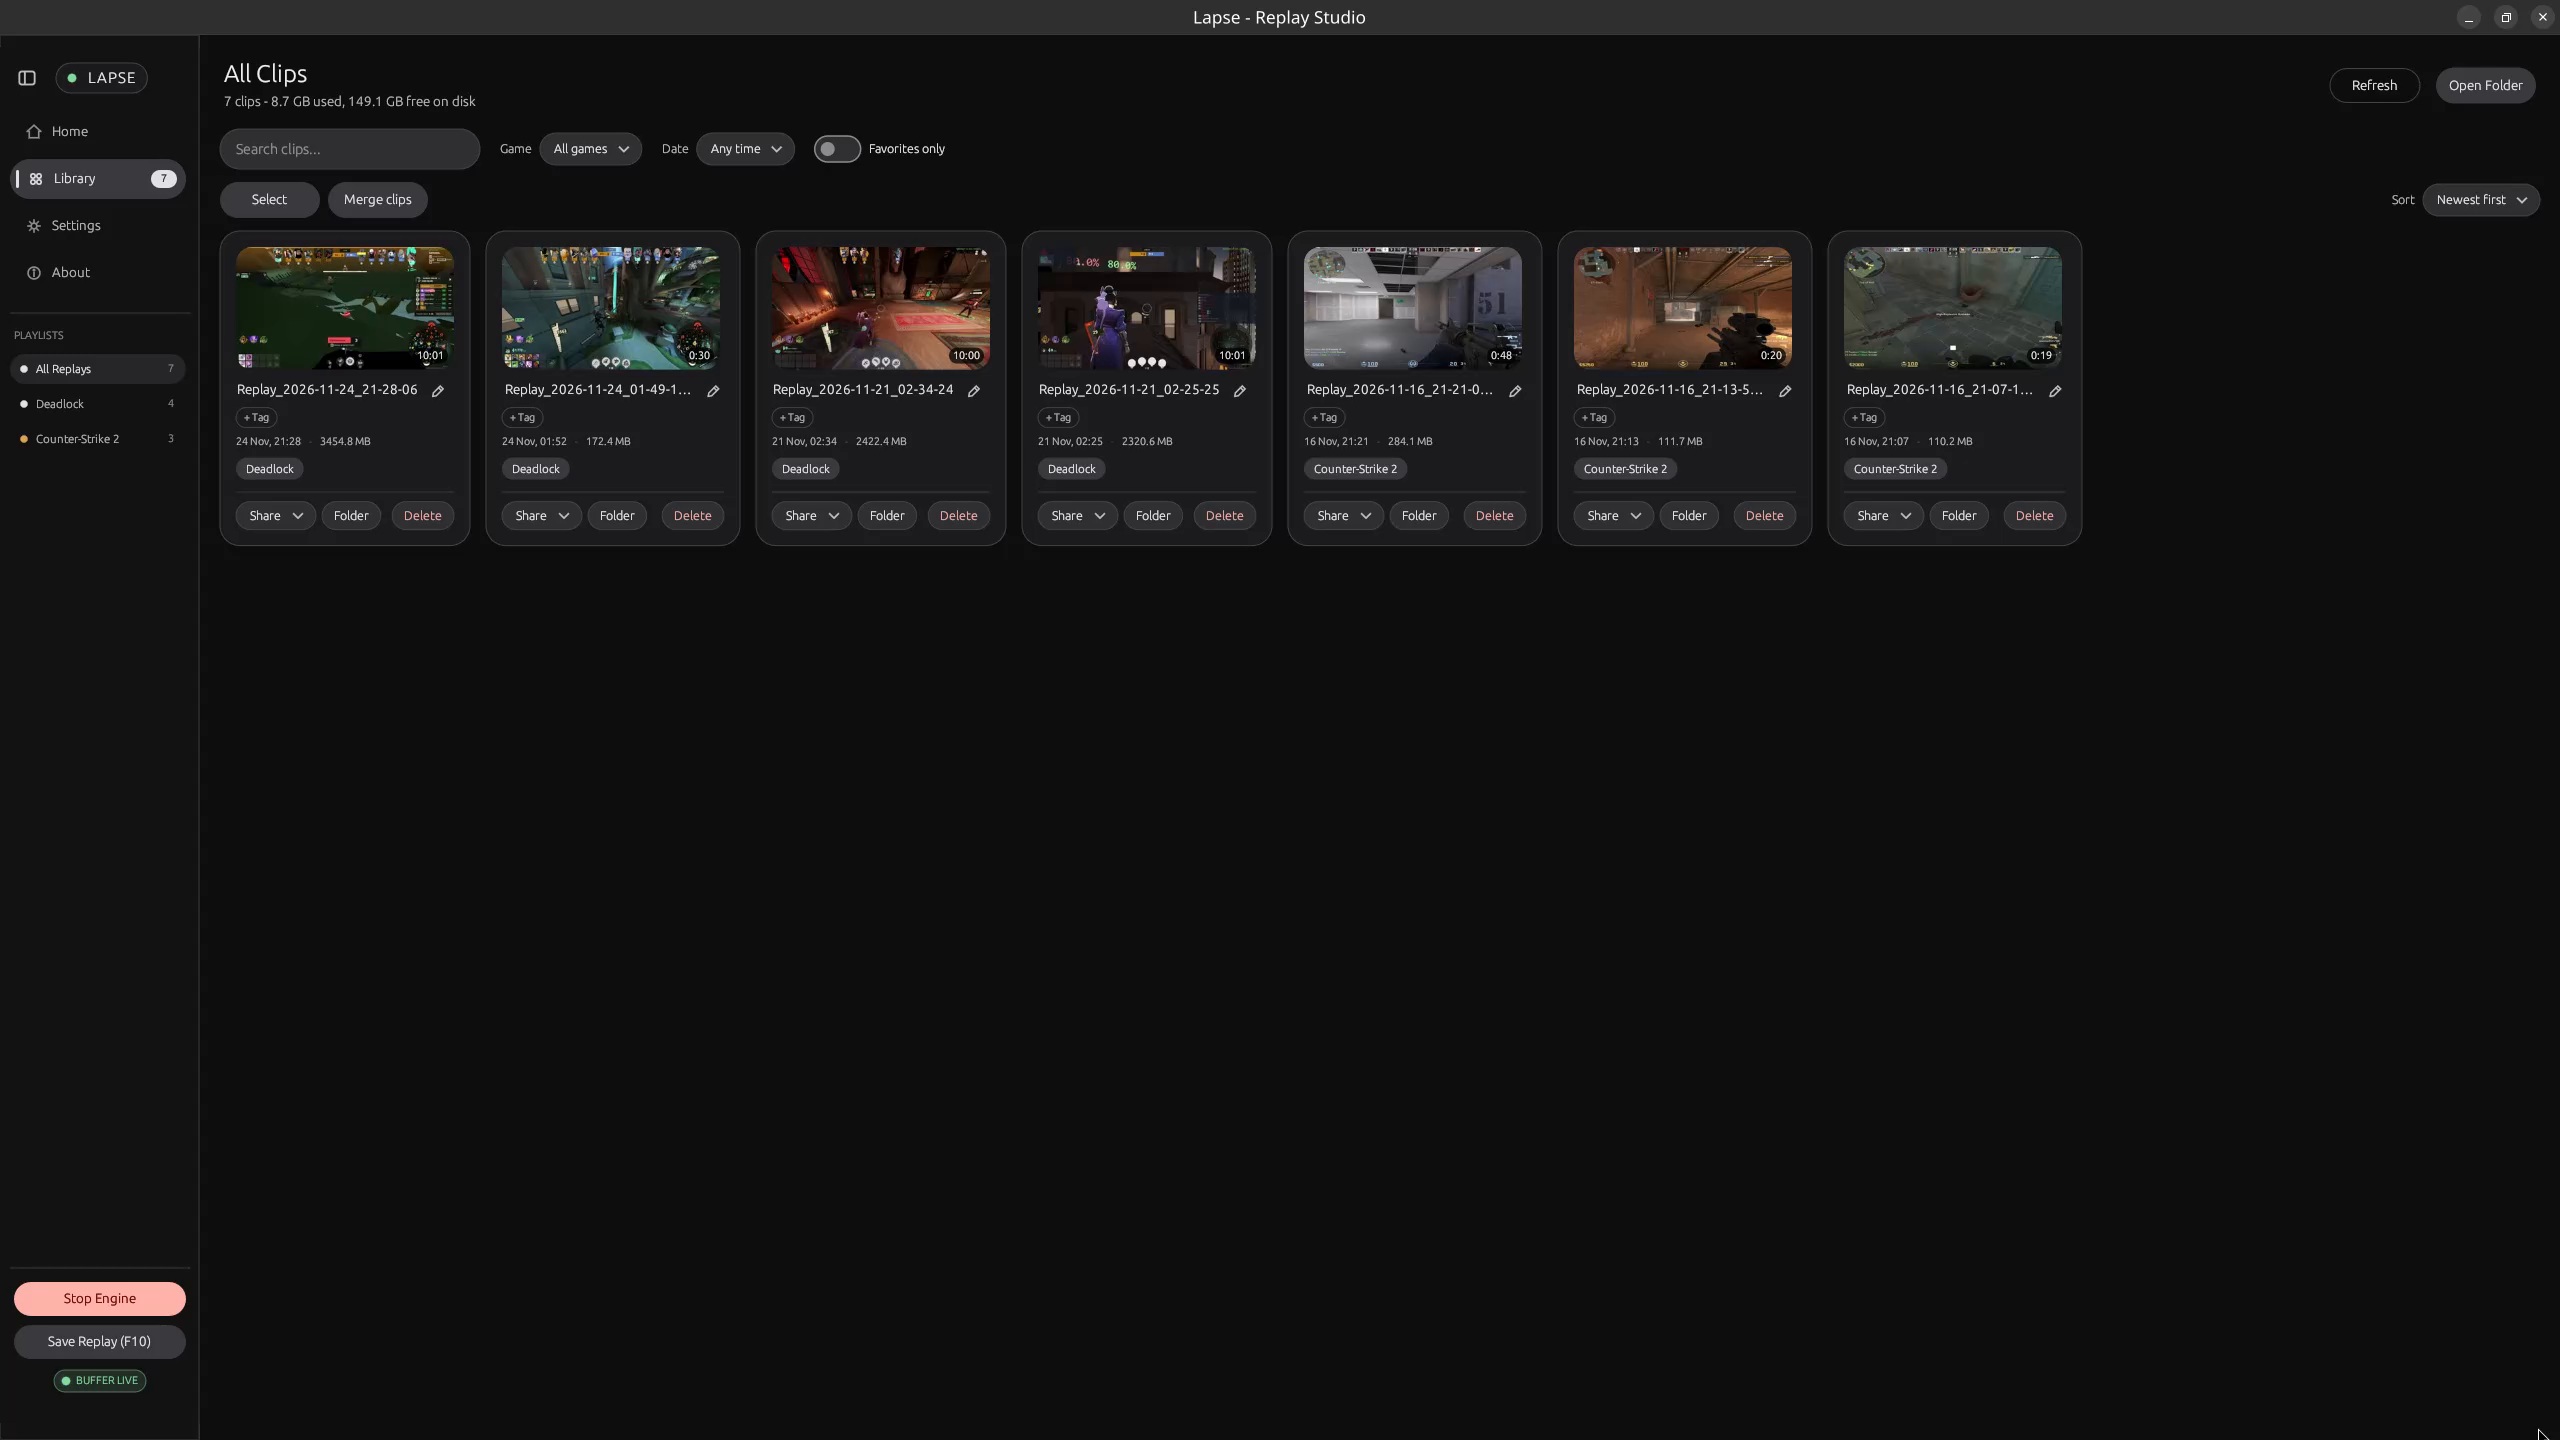 Lapse - Replay Studio
LAPSE
Home
Library 7
Settings
About
PLAYLISTS
All Replays 7
Deadlock 4
Counter-Strike 2 3
Stop Engine
Save Replay (F10)
BUFFER LIVE
All Clips
7 clips - 8.7 GB used, 149.1 GB free on disk
Refresh Open Folder
Search clips... Game All games Date Any time Favorites only
Select Merge clips Sort Newest first
10:01
Replay_2026-11-24_21-28-06
+ Tag
24 Nov, 21:28 · 3454.8 MB
Deadlock
Share Folder Delete
0:30
Replay_2026-11-24_01-49-1...
+ Tag
24 Nov, 01:52 · 172.4 MB
Deadlock
Share Folder Delete
10:00
Replay_2026-11-21_02-34-24
+ Tag
21 Nov, 02:34 · 2422.4 MB
Deadlock
Share Folder Delete
80.0%
10:01
Replay_2026-11-21_02-25-25
+ Tag
21 Nov, 02:25 · 2320.6 MB
Deadlock
Share Folder Delete
51
0:48
Replay_2026-11-16_21-21-0...
+ Tag
16 Nov, 21:21 · 284.1 MB
Counter-Strike 2
Share Folder Delete
0:20
Replay_2026-11-16_21-13-5...
+ Tag
16 Nov, 21:13 · 111.7 MB
Counter-Strike 2
Share Folder Delete
0:19
Replay_2026-11-16_21-07-1...
+ Tag
16 Nov, 21:07 · 110.2 MB
Counter-Strike 2
Share Folder Delete